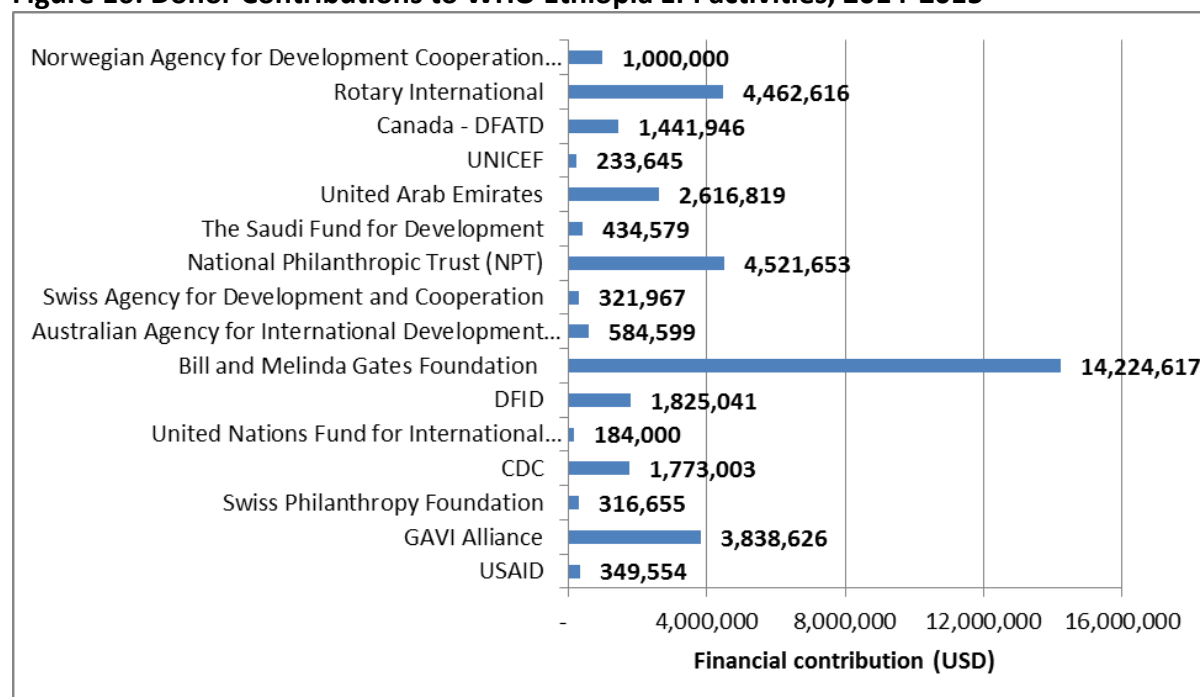 Norwegian Agency for Development Cooperation... 1,000,000
Rotary International 4,462,616
Canada - DFATD 1,441,946
UNICEF 233,645
United Arab Emirates 2,616,819
The Saudi Fund for Development 434,579
National Philanthropic Trust (NPT) 4,521,653
Swiss Agency for Development and Cooperation 321,967
Australian Agency for International Development... 584,599
Bill and Melinda Gates Foundation 14,224,617
DFID 1,825,041
United Nations Fund for International... 184,000
CDC 1,773,003
Swiss Philanthropy Foundation 316,655
GAVI Alliance 3,838,626
USAID 349,554
- 4,000,000 8,000,000 12,000,000 16,000,000
Financial contribution (USD)